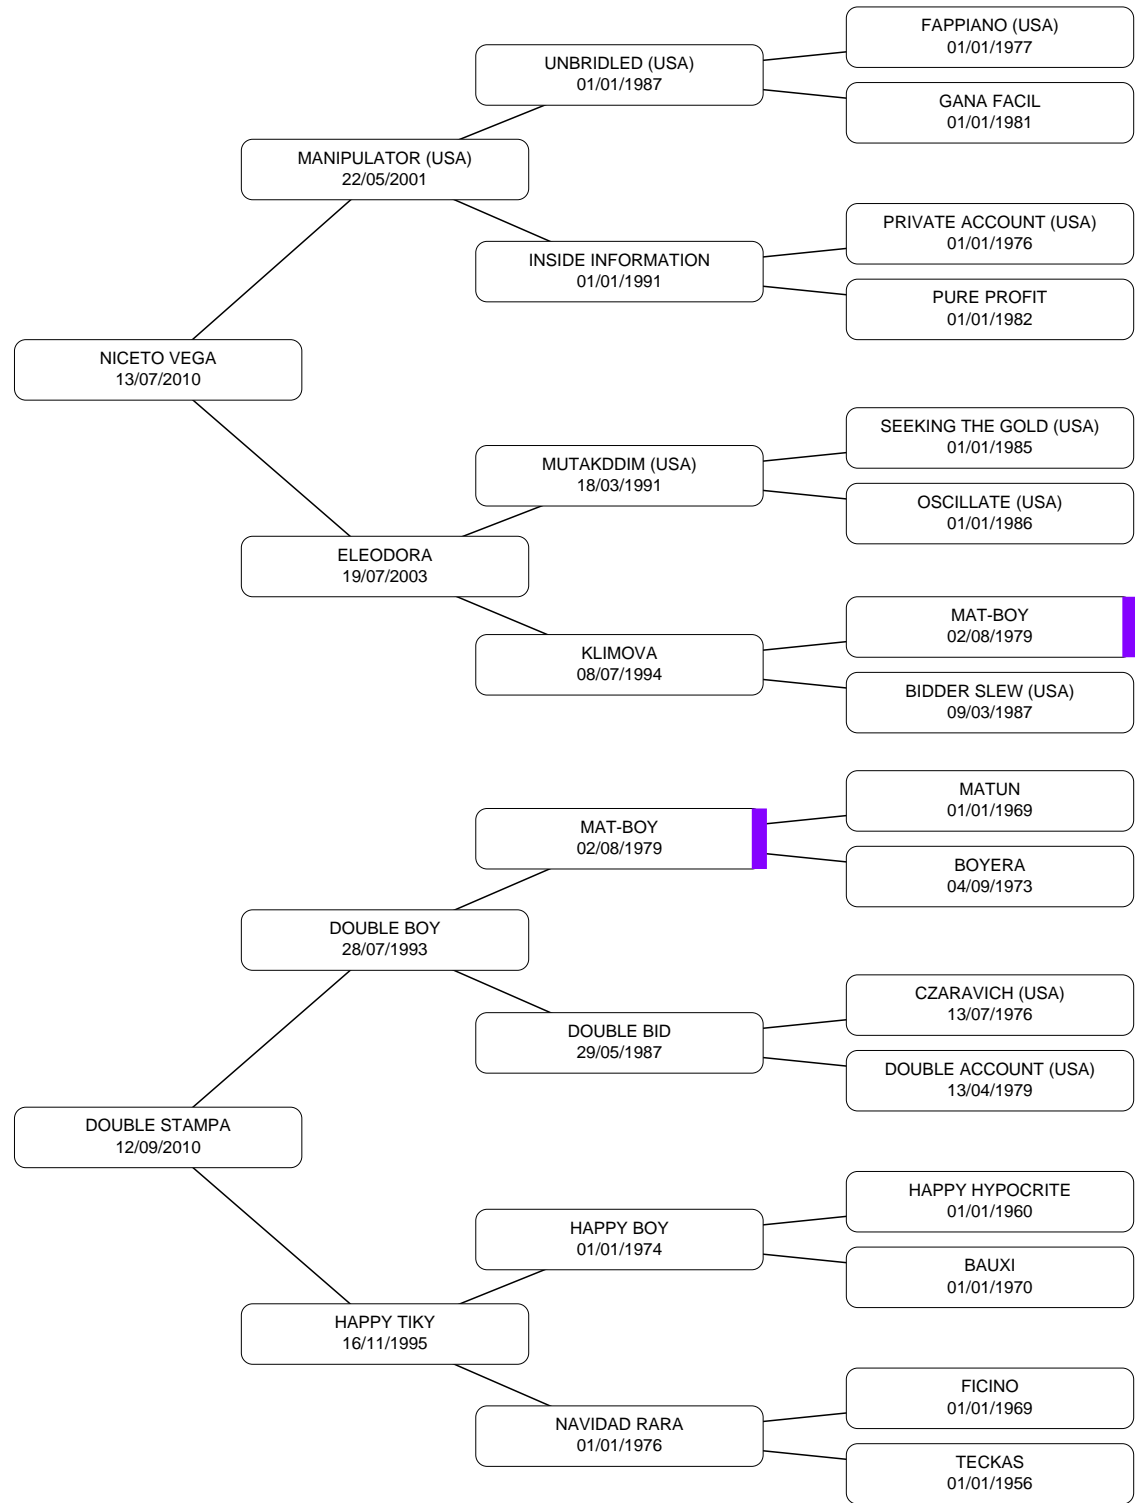 FAPPIANO (USA)
01/01/1977
UNBRIDLED (USA)
01/01/1987
GANA FACIL
01/01/1981
MANIPULATOR (USA)
22/05/2001
PRIVATE ACCOUNT (USA)
01/01/1976
INSIDE INFORMATION
01/01/1991
PURE PROFIT
01/01/1982
NICETO VEGA
13/07/2010
SEEKING THE GOLD (USA)
01/01/1985
MUTAKDDIM (USA)
18/03/1991
OSCILLATE (USA)
01/01/1986
ELEODORA
19/07/2003
MAT-BOY
02/08/1979
KLIMOVA
08/07/1994
BIDDER SLEW (USA)
09/03/1987
MATUN
01/01/1969
MAT-BOY
02/08/1979
BOYERA
04/09/1973
DOUBLE BOY
28/07/1993
CZARAVICH (USA)
13/07/1976
DOUBLE BID
29/05/1987
DOUBLE ACCOUNT (USA)
13/04/1979
DOUBLE STAMPA
12/09/2010
HAPPY HYPOCRITE
01/01/1960
HAPPY BOY
01/01/1974
BAUXI
01/01/1970
HAPPY TIKY
16/11/1995
FICINO
01/01/1969
NAVIDAD RARA
01/01/1976
TECKAS
01/01/1956